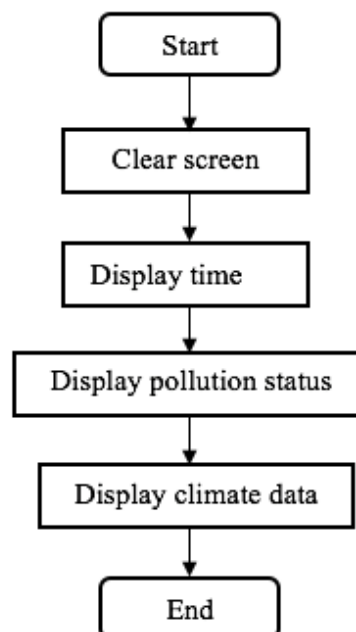 Start
Clear screen
Display time
Display pollution status
Display climate data
End